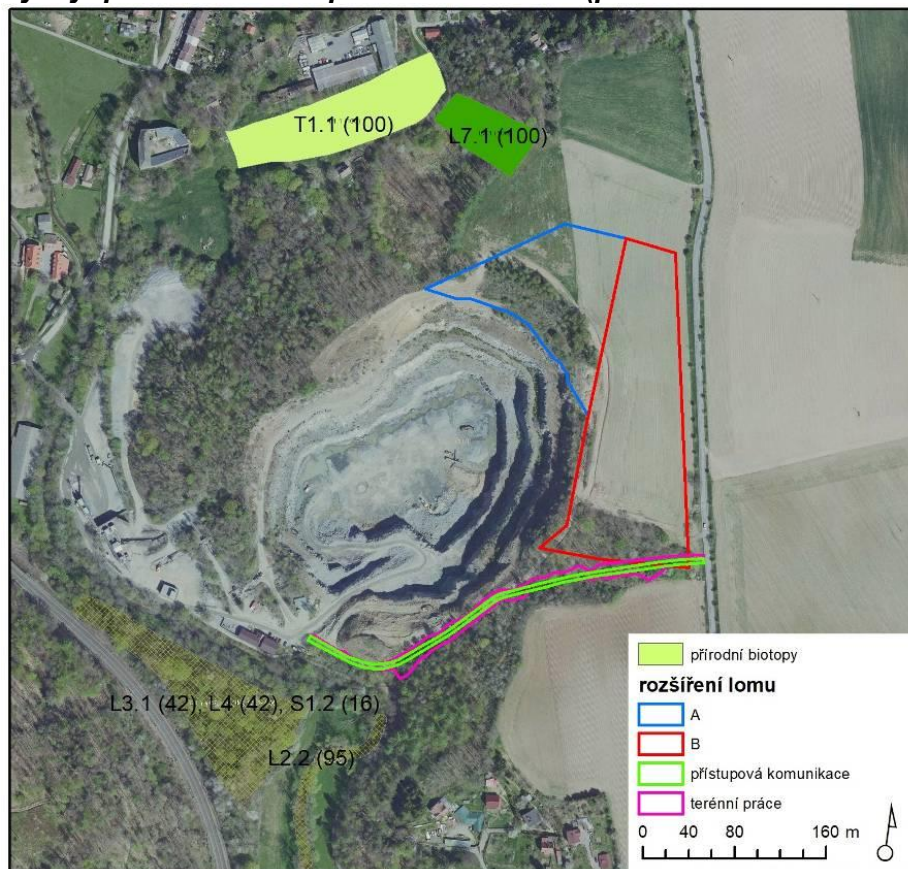 T1.1 (100)
L7.1 (100)
L3.1 (42), L4 (42), S1.2 (16)
L2.2 (95)
přírodní biotopy
rozšíření lomu
A
B
přístupová komunikace
terénní práce
0 40 80 160 m